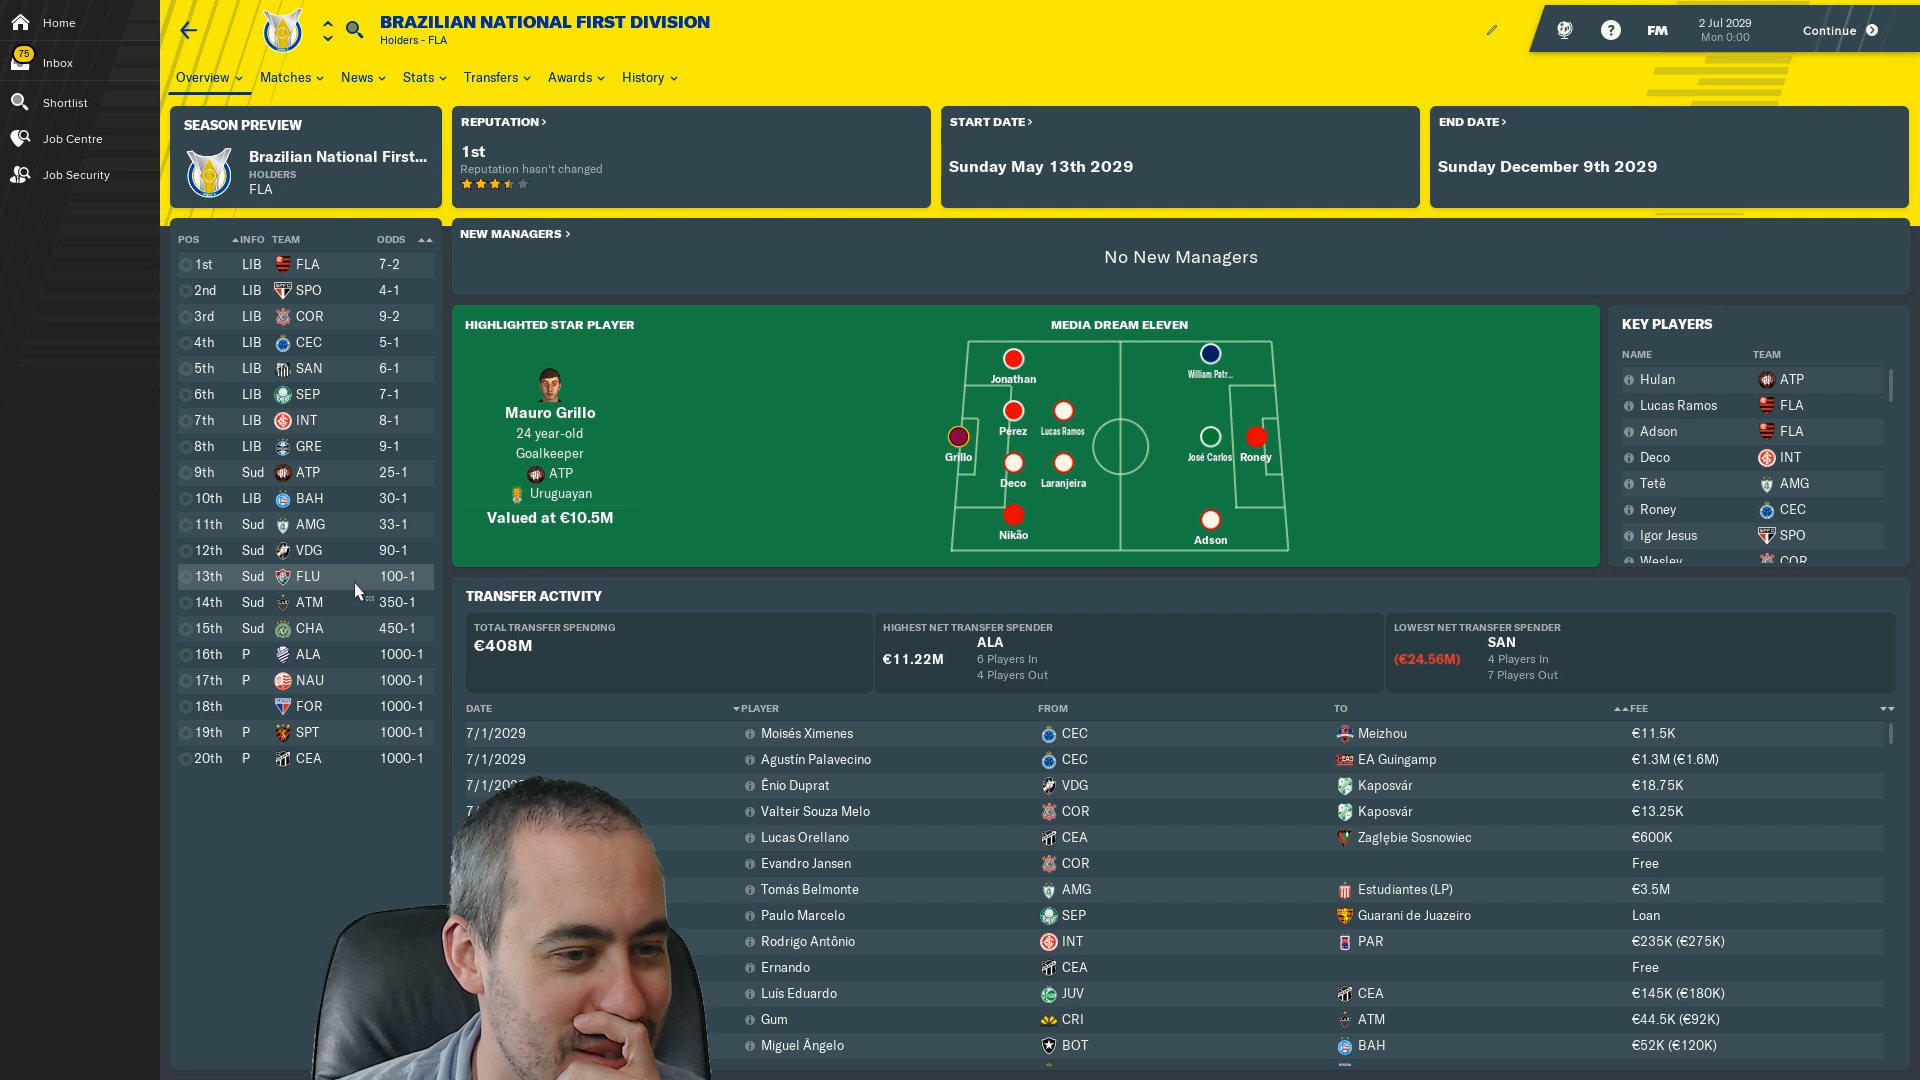 Home
75
Inbox
Shortlist
Job Centre
Job Security
BRAZILIAN NATIONAL FIRST DIVISION
Holders - FLA
FM
2 Jul 2029
Mon 0:00
Continue
Overview Matches News Stats Transfers Awards History
SEASON PREVIEW
Brazilian National First...
HOLDERS
FLA
REPUTATION
1st
Reputation hasn't changed
START DATE
Sunday May 13th 2029
END DATE
Sunday December 9th 2029
POS INFO TEAM ODDS
1st LIB FLA 7-2
2nd LIB SPO 4-1
3rd LIB COR 9-2
4th LIB CEC 5-1
5th LIB SAN 6-1
6th LIB SEP 7-1
7th LIB INT 8-1
8th LIB GRE 9-1
9th Sud ATP 25-1
10th LIB BAH 30-1
11th Sud AMG 33-1
12th Sud VDG 90-1
13th Sud FLU 100-1
14th Sud ATM 350-1
15th Sud CHA 450-1
16th P ALA 1000-1
17th P NAU 1000-1
18th FOR 1000-1
19th P SPT 1000-1
20th P CEA 1000-1
NEW MANAGERS
No New Managers
HIGHLIGHTED STAR PLAYER
Mauro Grillo
24 year-old
Goalkeeper
ATP
Uruguayan
Valued at €10.5M
MEDIA DREAM ELEVEN
Jonathan
William Patr...
Pérez
Lucas Ramos
Grillo
José Carlos
Roney
Deco
Laranjeira
Nikão
Adson
KEY PLAYERS
NAME TEAM
Hulan ATP
Lucas Ramos FLA
Adson FLA
Deco INT
Tetê AMG
Roney CEC
Igor Jesus SPO
Wesley COR
TRANSFER ACTIVITY
TOTAL TRANSFER SPENDING
€408M
HIGHEST NET TRANSFER SPENDER
€11.22M
ALA
6 Players In
4 Players Out
LOWEST NET TRANSFER SPENDER
(€24.56M)
SAN
4 Players In
7 Players Out
DATE PLAYER FROM TO FEE
7/1/2029 Moisés Ximenes CEC Meizhou €11.5K
7/1/2029 Agustín Palavecino CEC EA Guingamp €1.3M (€1.6M)
Ênio Duprat VDG Kaposvár €18.75K
Valteir Souza Melo COR Kaposvár €13.25K
Lucas Orellano CEA Zagłębie Sosnowiec €600K
Evandro Jansen COR Free
Tomás Belmonte AMG Estudiantes (LP) €3.5M
Paulo Marcelo SEP Guarani de Juazeiro Loan
Rodrigo Antônio INT PAR €235K (€275K)
Ernando CEA Free
Luís Eduardo JUV CEA €145K (€180K)
Gum CRI ATM €44.5K (€92K)
Miguel Ângelo BOT BAH €52K (€120K)